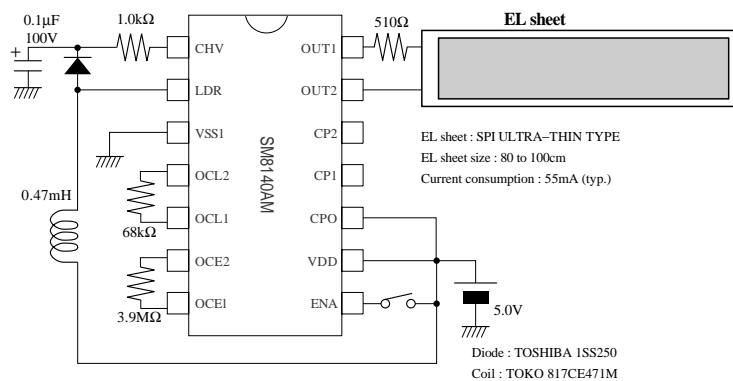 EL sheet
0.1µF
100V
+
1.0kΩ
510Ω
CHV
OUT1
LDR
OUT2
VSS1
CP2
OCL2
CP1
OCL1
CPO
OCE2
VDD
OCE1
ENA
SM8140AM
0.47mH
68kΩ
3.9MΩ
5.0V
EL sheet : SPI ULTRA–THIN TYPE
EL sheet size : 80 to 100cm
Current consumption : 55mA (typ.)
Diode : TOSHIBA 1SS250
Coil : TOKO 817CE471M